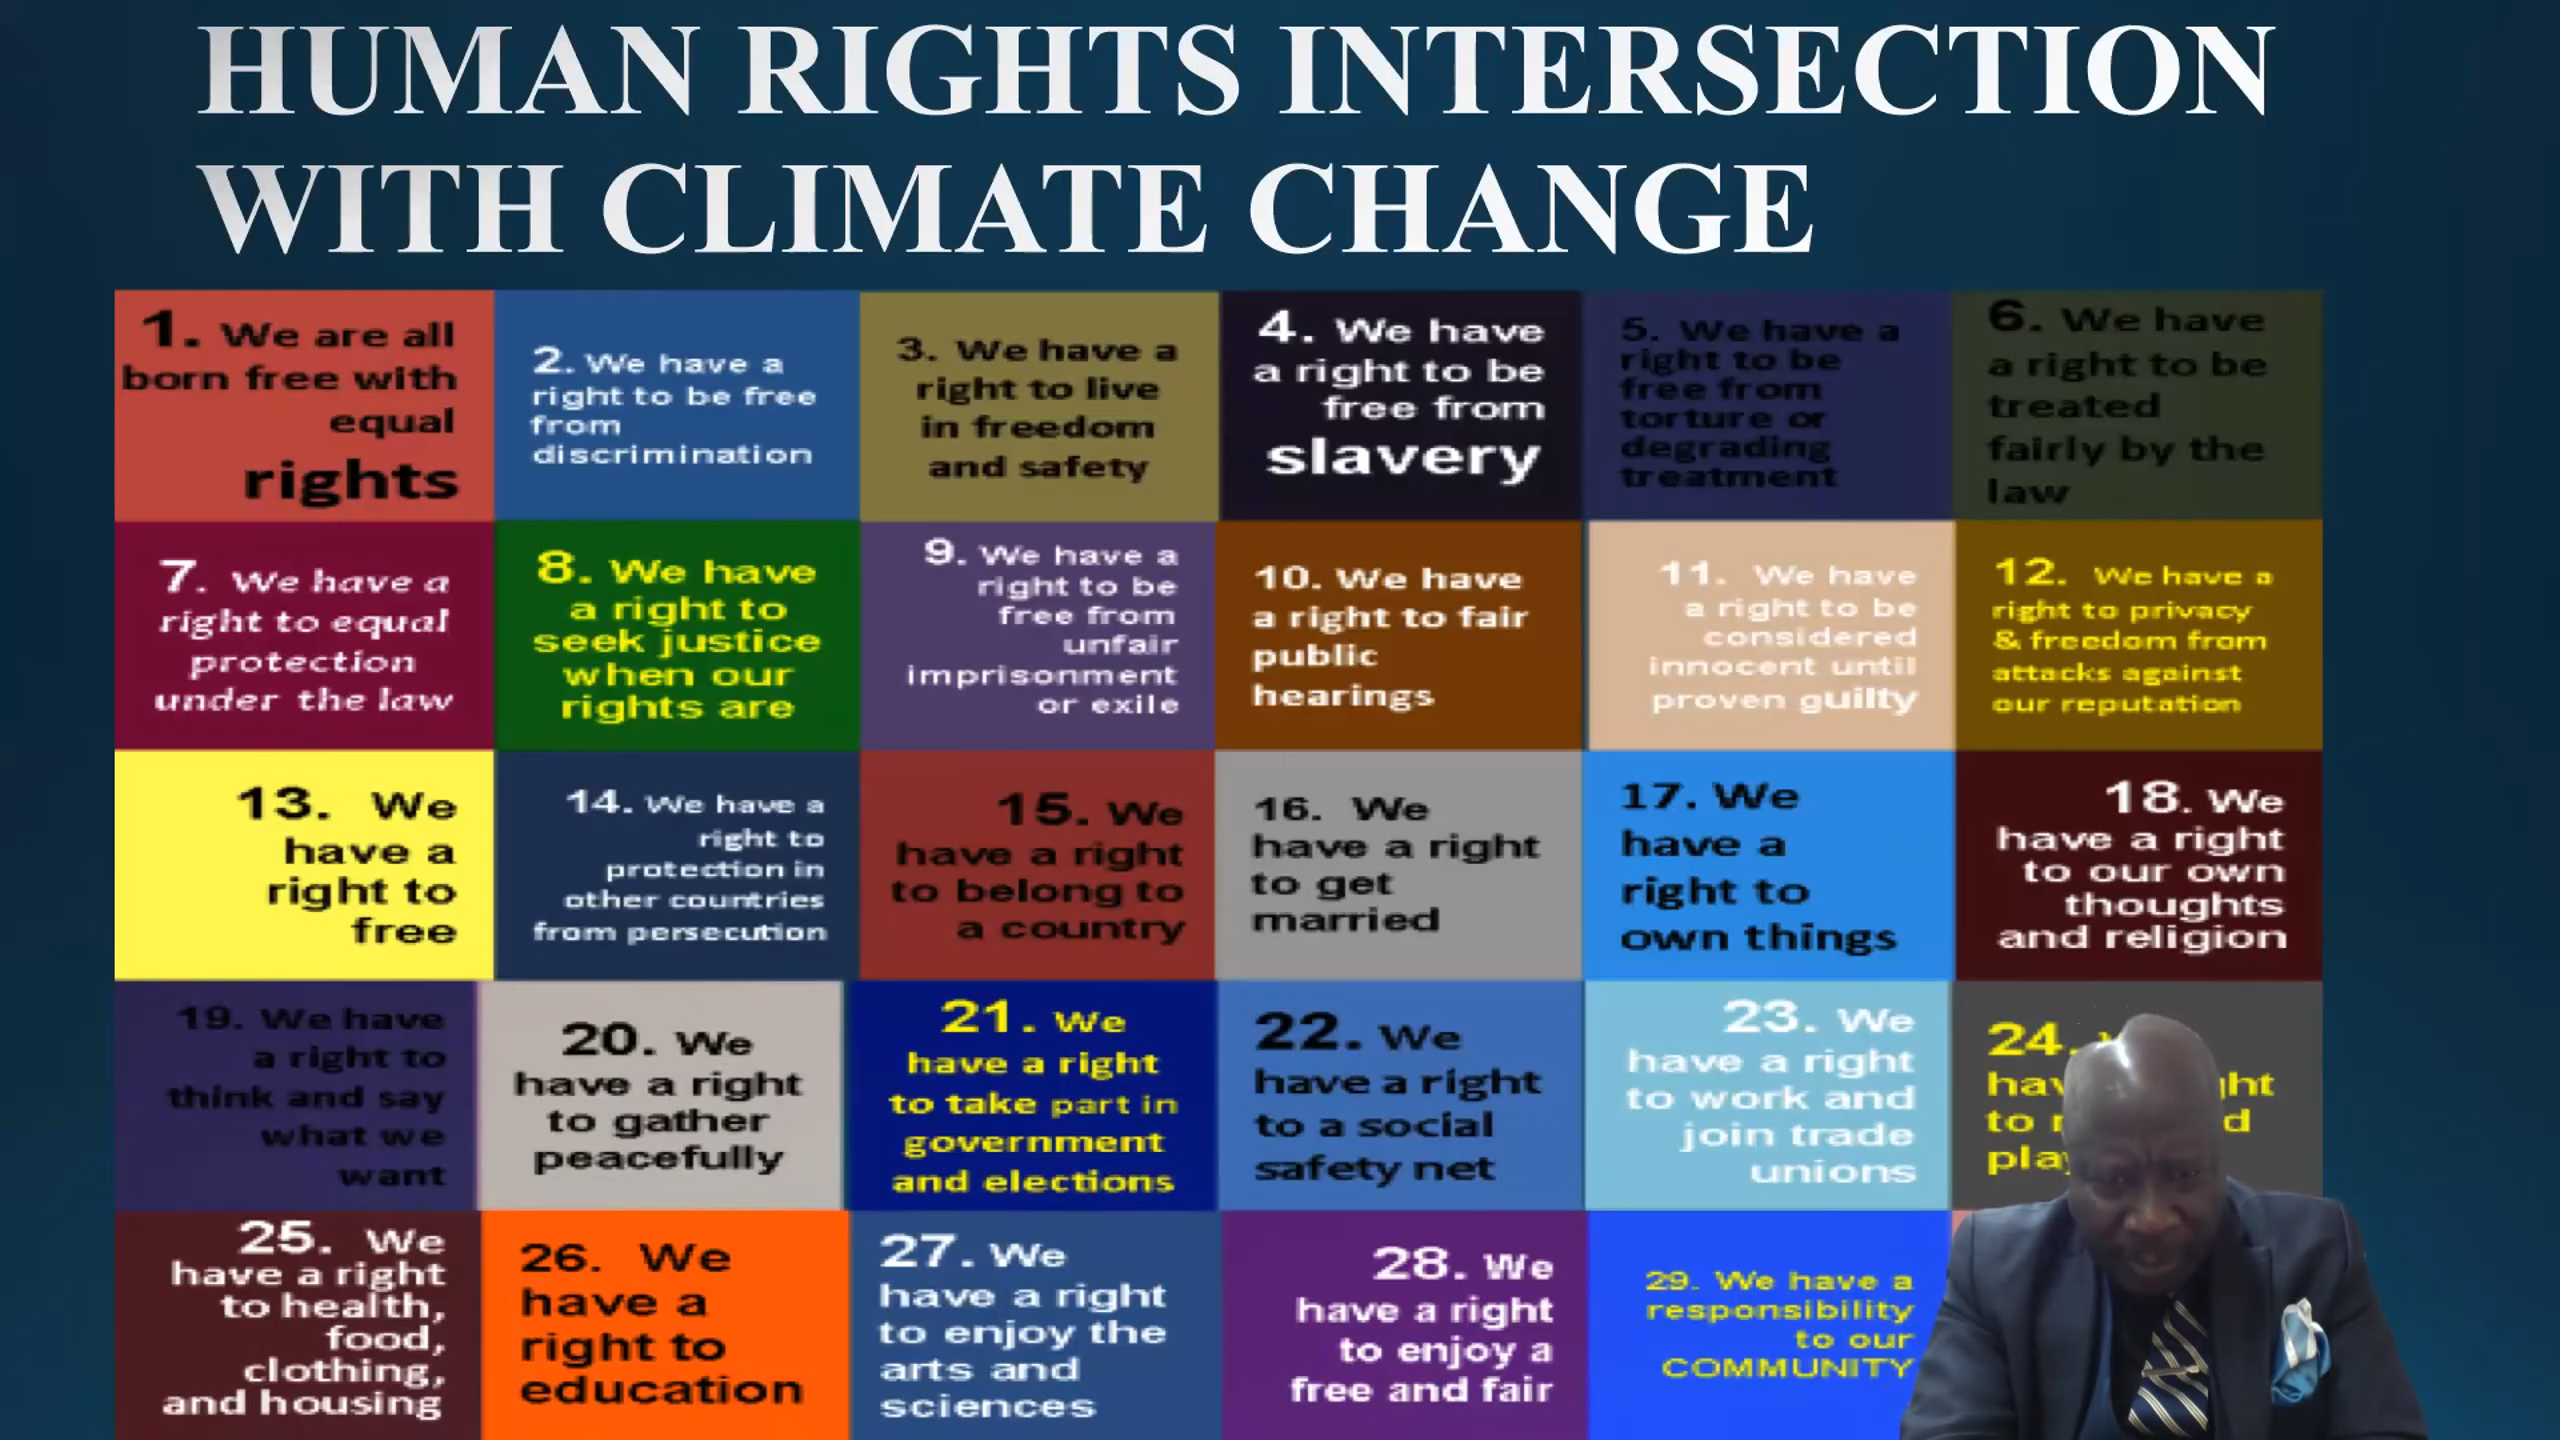 HUMAN RIGHTS INTERSECTION
WITH CLIMATE CHANGE
1. We are all
born free with
equal
rights
2. We have a
right to be free
from
discrimination
3. We have a
right to live
in freedom
and safety
4. We have
a right to be
free from
slavery
5. We have a
right to be
free from
torture or
degrading
treatment
6. We have
a right to be
treated
fairly by the
law
7. We have a
right to equal
protection
under the law
8. We have
a right to
seek justice
when our
rights are
9. We have a
right to be
free from
unfair
imprisonment
or exile
10. We have
a right to fair
public
hearings
11. We have
a right to be
considered
innocent until
proven guilty
12. We have a
right to privacy
& freedom from
attacks against
our reputation
13. We
have a
right to
free
14. We have a
right to
protection in
other countries
from persecution
15. We
have a right
to belong to
a country
16. We
have a right
to get
married
17. We
have a
right to
own things
18. We
have a right
to our own
thoughts
and religion
19. We have
a right to
think and say
what we
want
20. We
have a right
to gather
peacefully
21. We
have a right
to take part in
government
and elections
22. We
have a right
to a social
safety net
23. We
have a right
to work and
join trade
unions
24.
to
25. We
have a right
to health,
food,
clothing,
and housing
26. We
have a
right to
education
27. We
have a right
to enjoy the
arts and
sciences
28. We
have a right
to enjoy a
free and fair
29. We have a
responsibility
to our
COMMUNITY